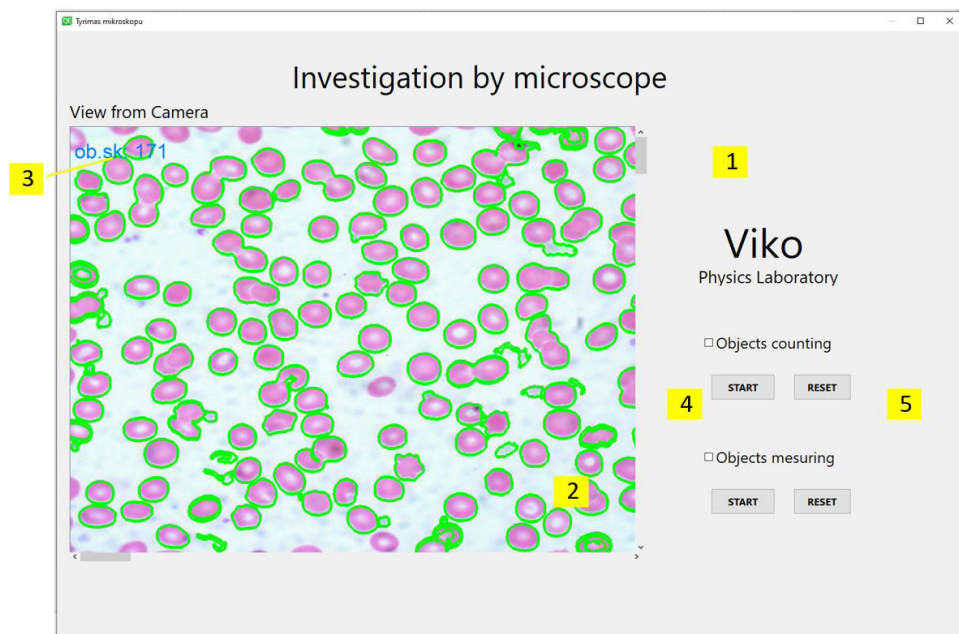 Tyrimas mikroskopu
Investigation by microscope
View from Camera
ob.sk: 171
3
1
Viko
Physics Laboratory
Objects counting
START RESET
4
5
Objects mesuring
2
START RESET